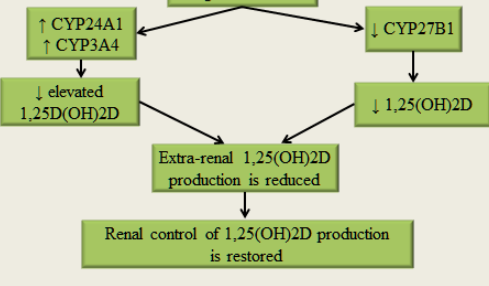 ↑ CYP24A1
↑ CYP3A4
↓ CYP27B1
↓ elevated
1,25D(OH)2D
↓ 1,25(OH)2D
Extra-renal 1,25(OH)2D
production is reduced
Renal control of 1,25(OH)2D production
is restored